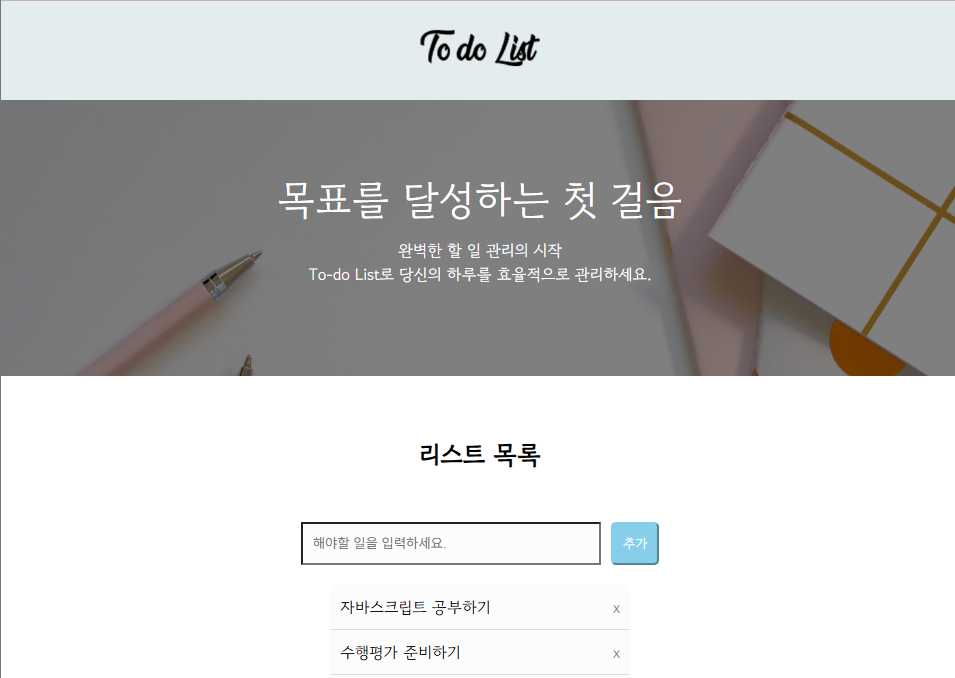 To do List
목표를 달성하는 첫 걸음
완벽한 할 일 관리의 시작
To-do List로 당신의 하루를 효율적으로 관리하세요.
리스트 목록
해야할 일을 입력하세요. 추가
자바스크립트 공부하기 x
수행평가 준비하기 x